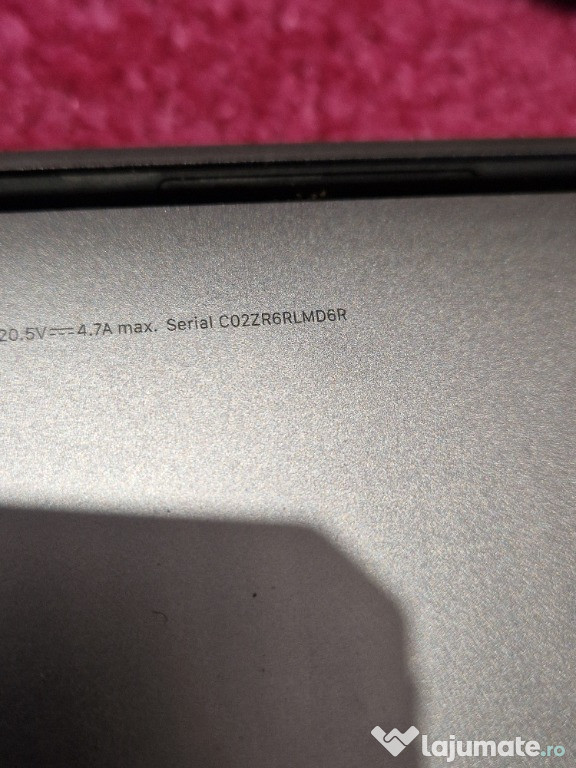 20.5V⎓4.7A max. Serial C02ZR6RLMD6R
lajumate.ro